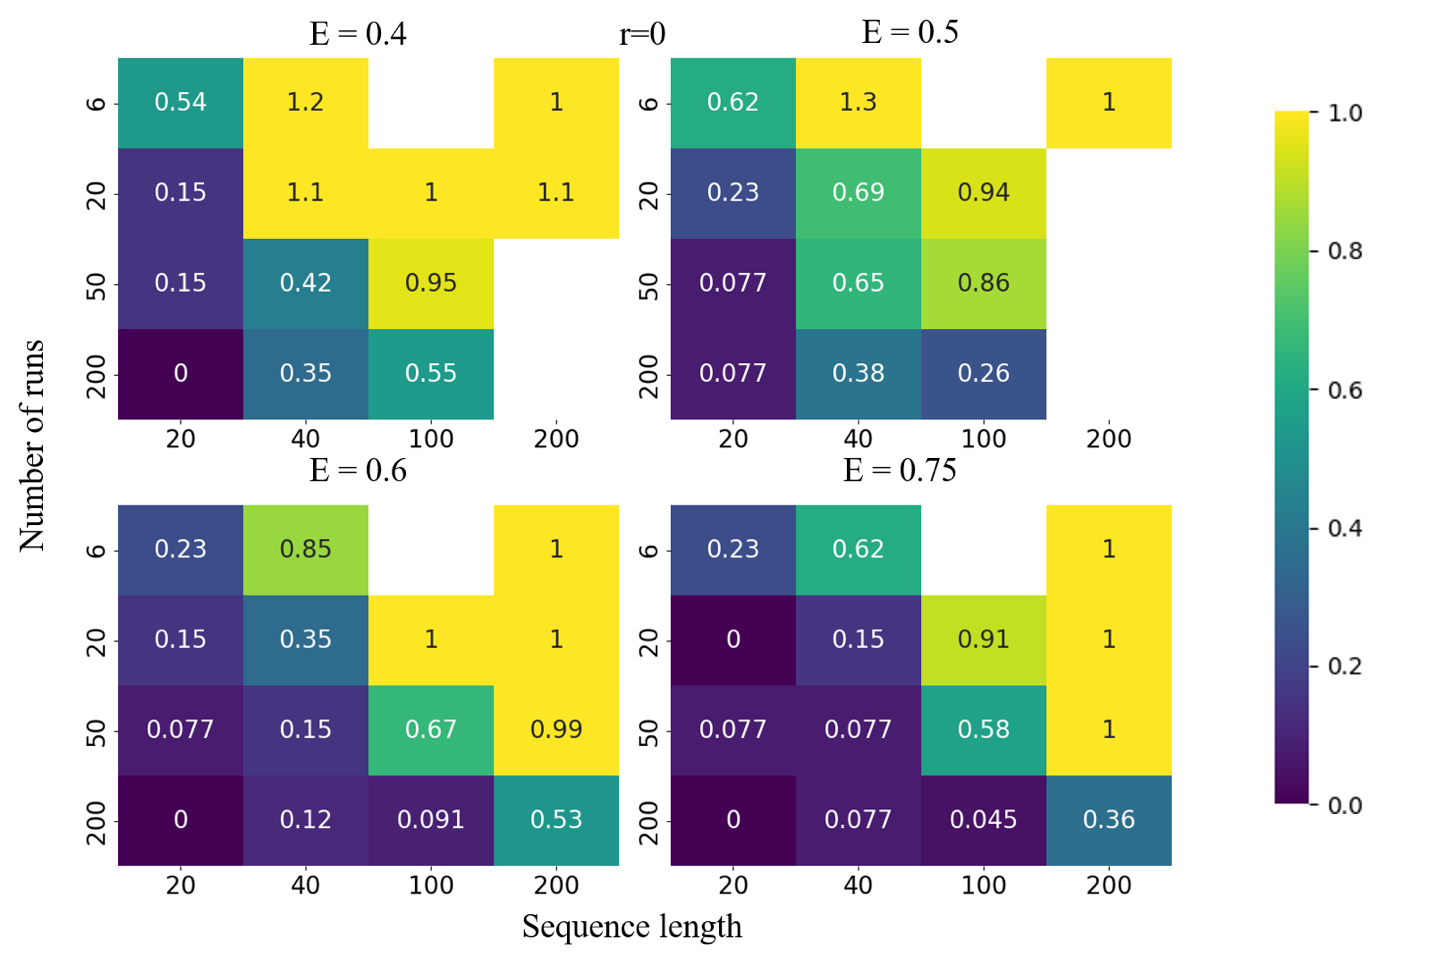 E = 0.4 r=0 E = 0.5
6 0.54 1.2 1 6 0.62 1.3 1 1.0
20 0.15 1.1 1 1.1 20 0.23 0.69 0.94 0.8
50 0.15 0.42 0.95 50 0.077 0.65 0.86
200 0 0.35 0.55 200 0.077 0.38 0.26 0.6
20 40 100 200 20 40 100 200
Number of runs
E = 0.6 E = 0.75
6 0.23 0.85 1 6 0.23 0.62 1 0.4
20 0.15 0.35 1 1 20 0 0.15 0.91 1 0.2
50 0.077 0.15 0.67 0.99 50 0.077 0.077 0.58 1
200 0 0.12 0.091 0.53 200 0 0.077 0.045 0.36 0.0
20 40 100 200 20 40 100 200
Sequence length